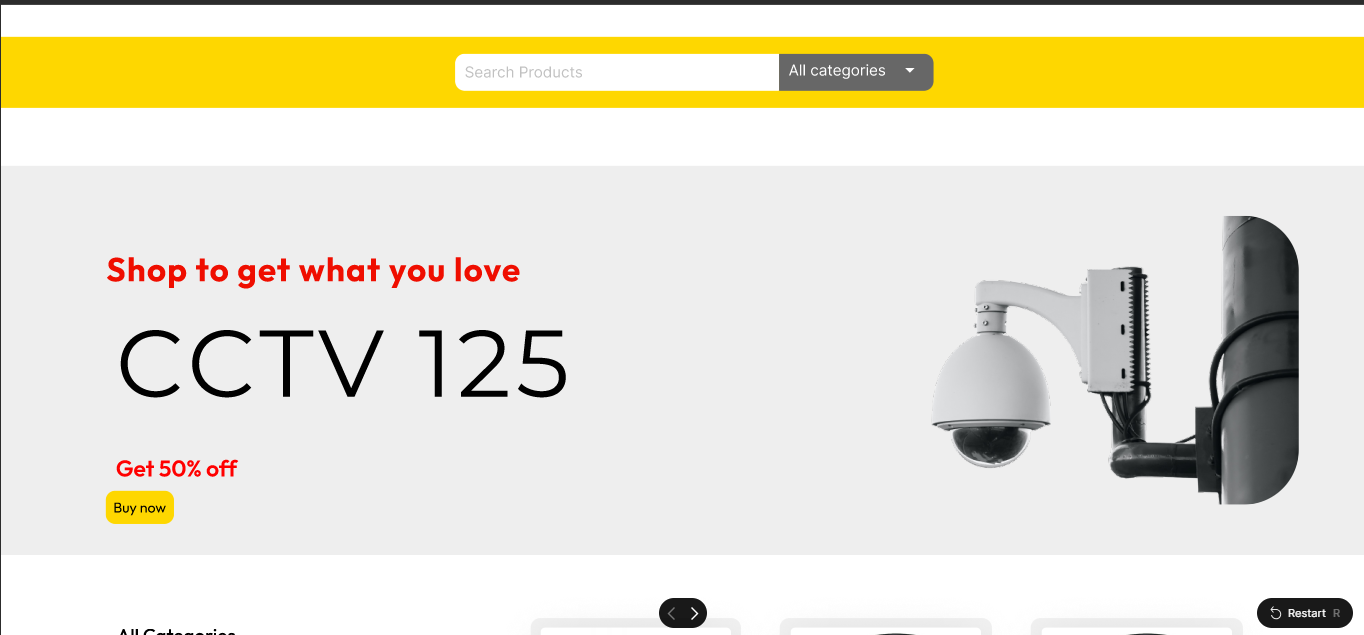 Search Products
All categories
Shop to get what you love
CCTV 125
Get 50% off
Buy now
All Categories
Restart R